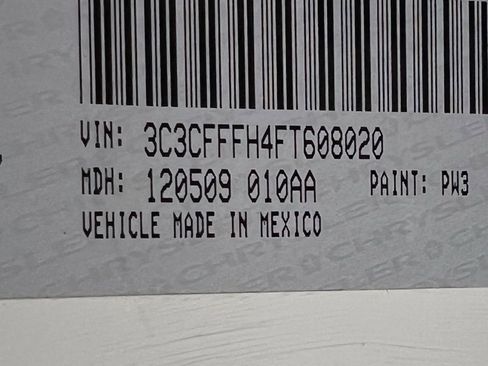 VIN: 3C3CFFFH4FT608020
MDH: 120509 010AA PAINT: PW3
VEHICLE MADE IN MEXICO